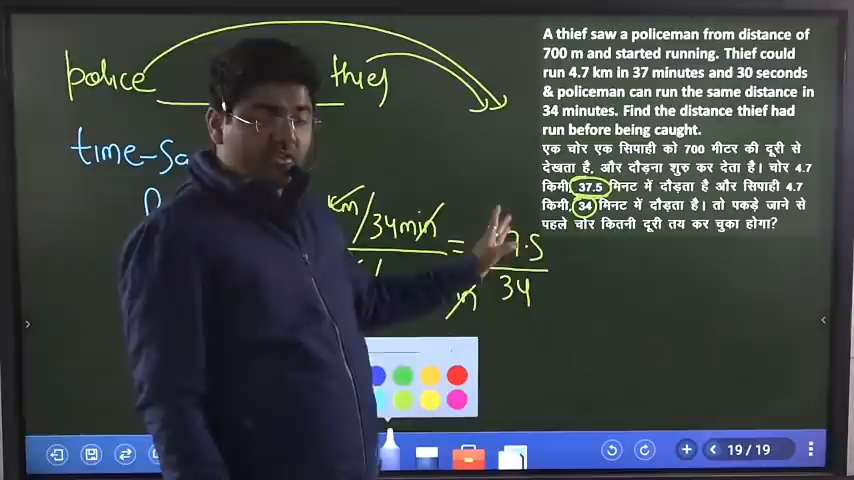 A thief saw a policeman from distance of
700 m and started running. Thief could
run 4.7 km in 37 minutes and 30 seconds
& policeman can run the same distance in
34 minutes. Find the distance thief had
run before being caught.
एक चोर एक सिपाही को 700 मीटर की दूरी से
देखता है, और दौड़ना शुरु कर देता है। चोर 4.7
किमी 37.5 मिनट में दौड़ता है और सिपाही 4.7
किमी 34 मिनट में दौड़ता है। तो पकड़े जाने से
पहले चोर कितनी दूरी तय कर चुका होगा?
police thief
time-Sa
km/34min =
34
19 / 19